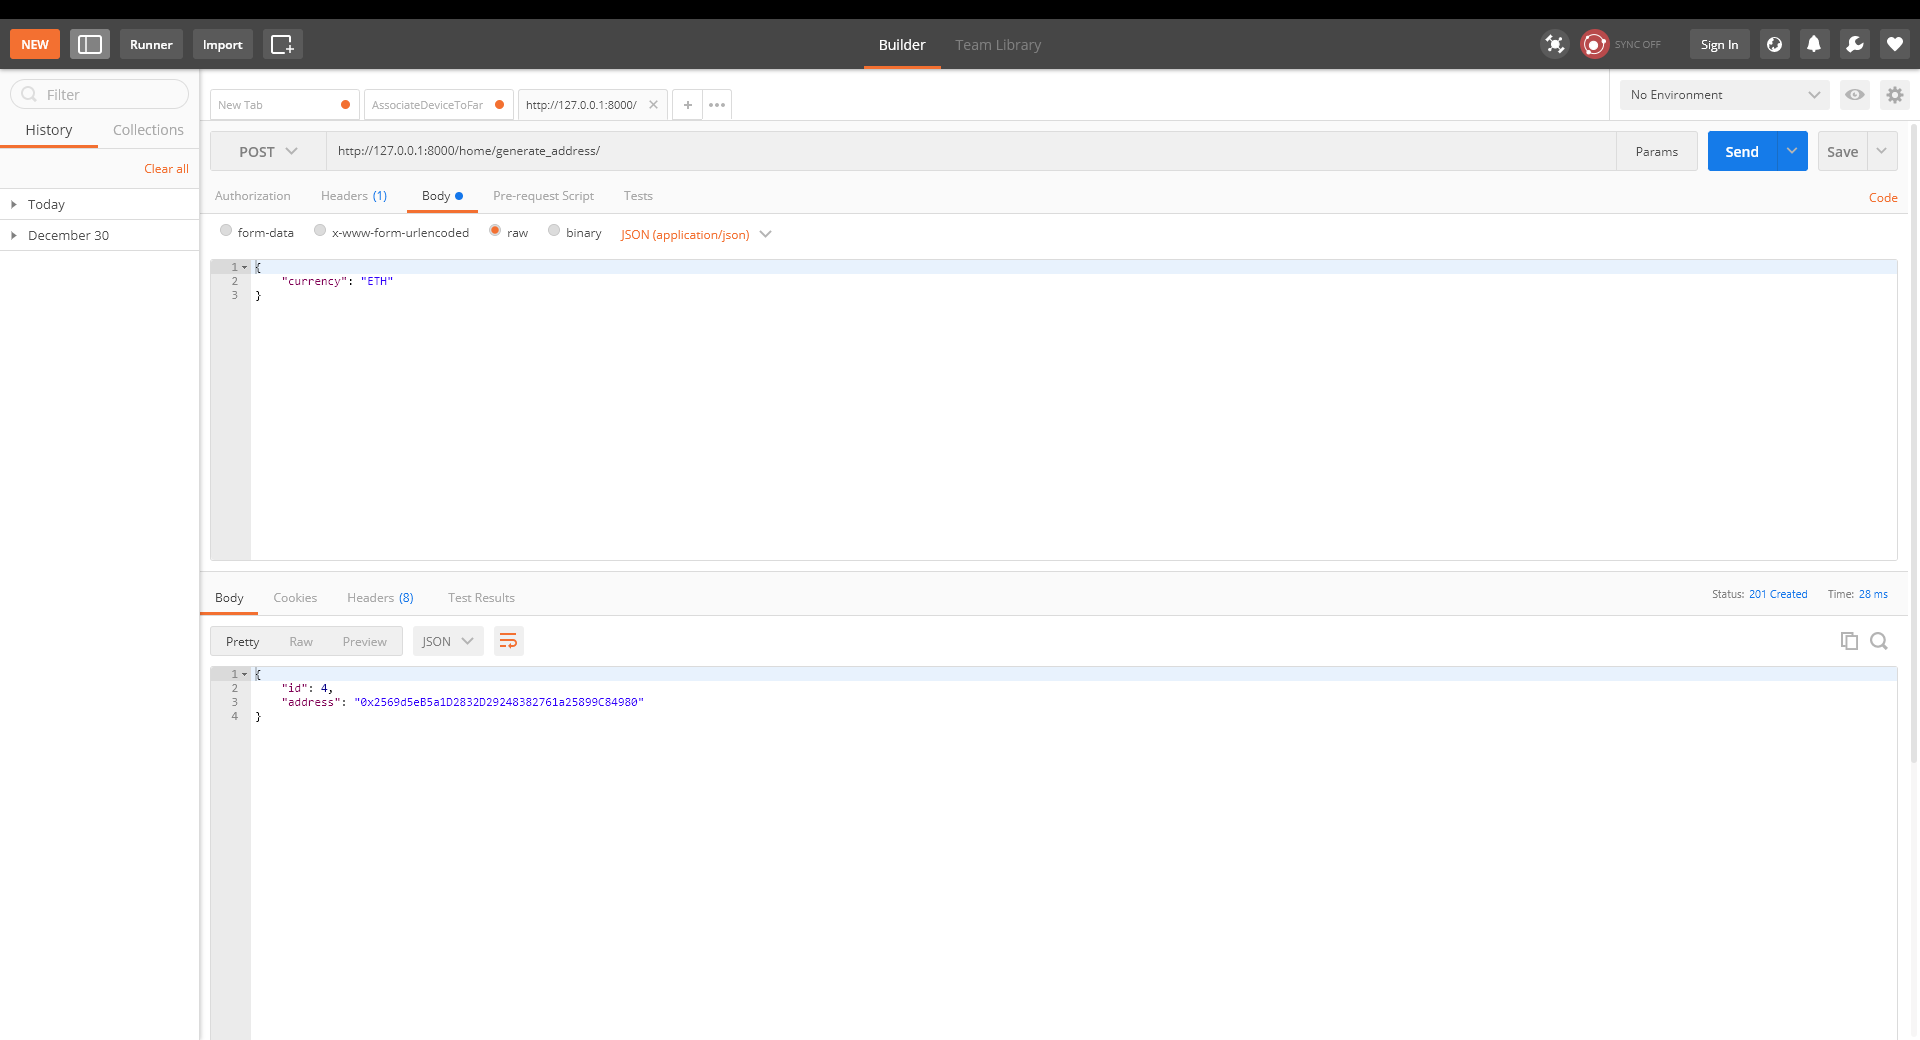 NEW Runner Import Builder Team Library SYNC OFF Sign In
Filter
History Collections
Clear all
Today
December 30
New Tab AssociateDeviceToFar http://127.0.0.1:8000/ No Environment
POST http://127.0.0.1:8000/home/generate_address/ Params Send Save
Authorization Headers (1) Body Pre-request Script Tests Code
form-data x-www-form-urlencoded raw binary JSON (application/json)
1 {
2 "currency": "ETH"
3 }
Body Cookies Headers (8) Test Results Status: 201 Created Time: 28 ms
Pretty Raw Preview JSON
1 {
2 "id": 4,
3 "address": "0x2569d5eB5a1D2832D29248382761a25899C84980"
4 }